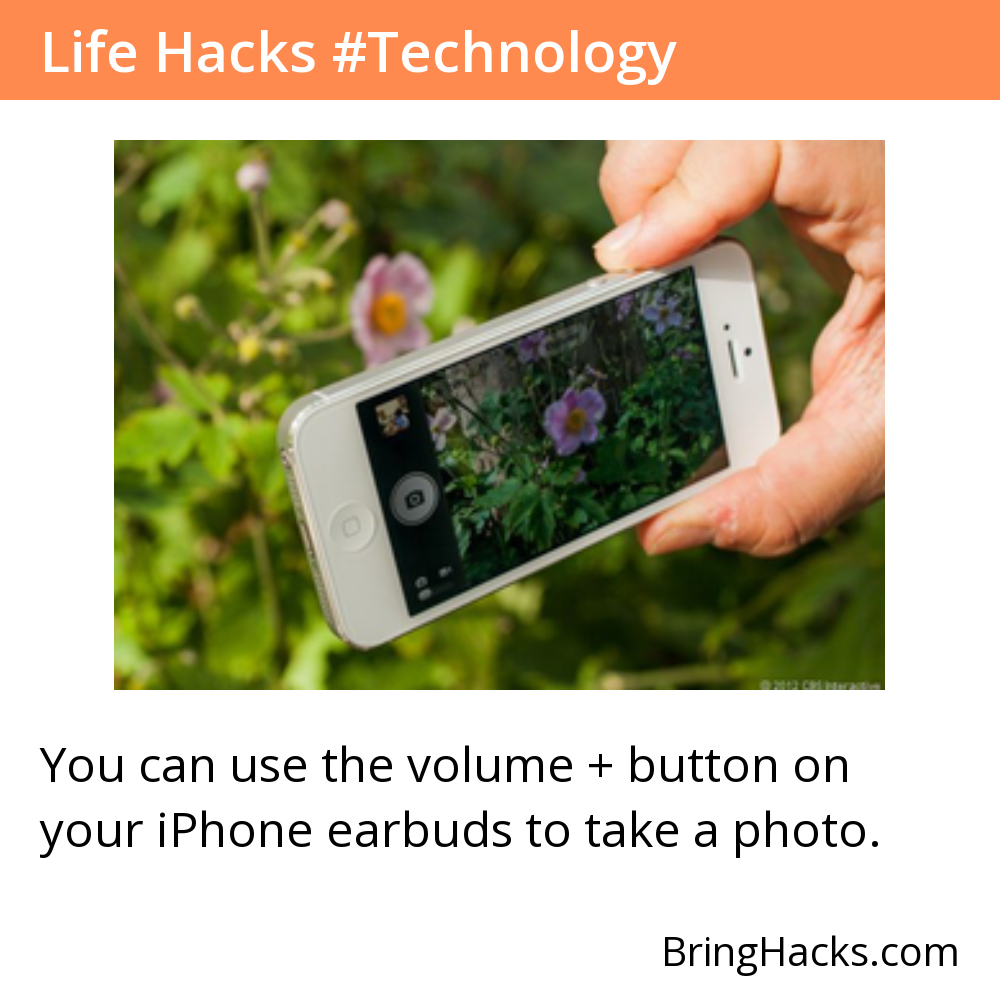 Life Hacks #Technology
© 2012 CBS Interactive
You can use the volume + button on
your iPhone earbuds to take a photo.
BringHacks.com